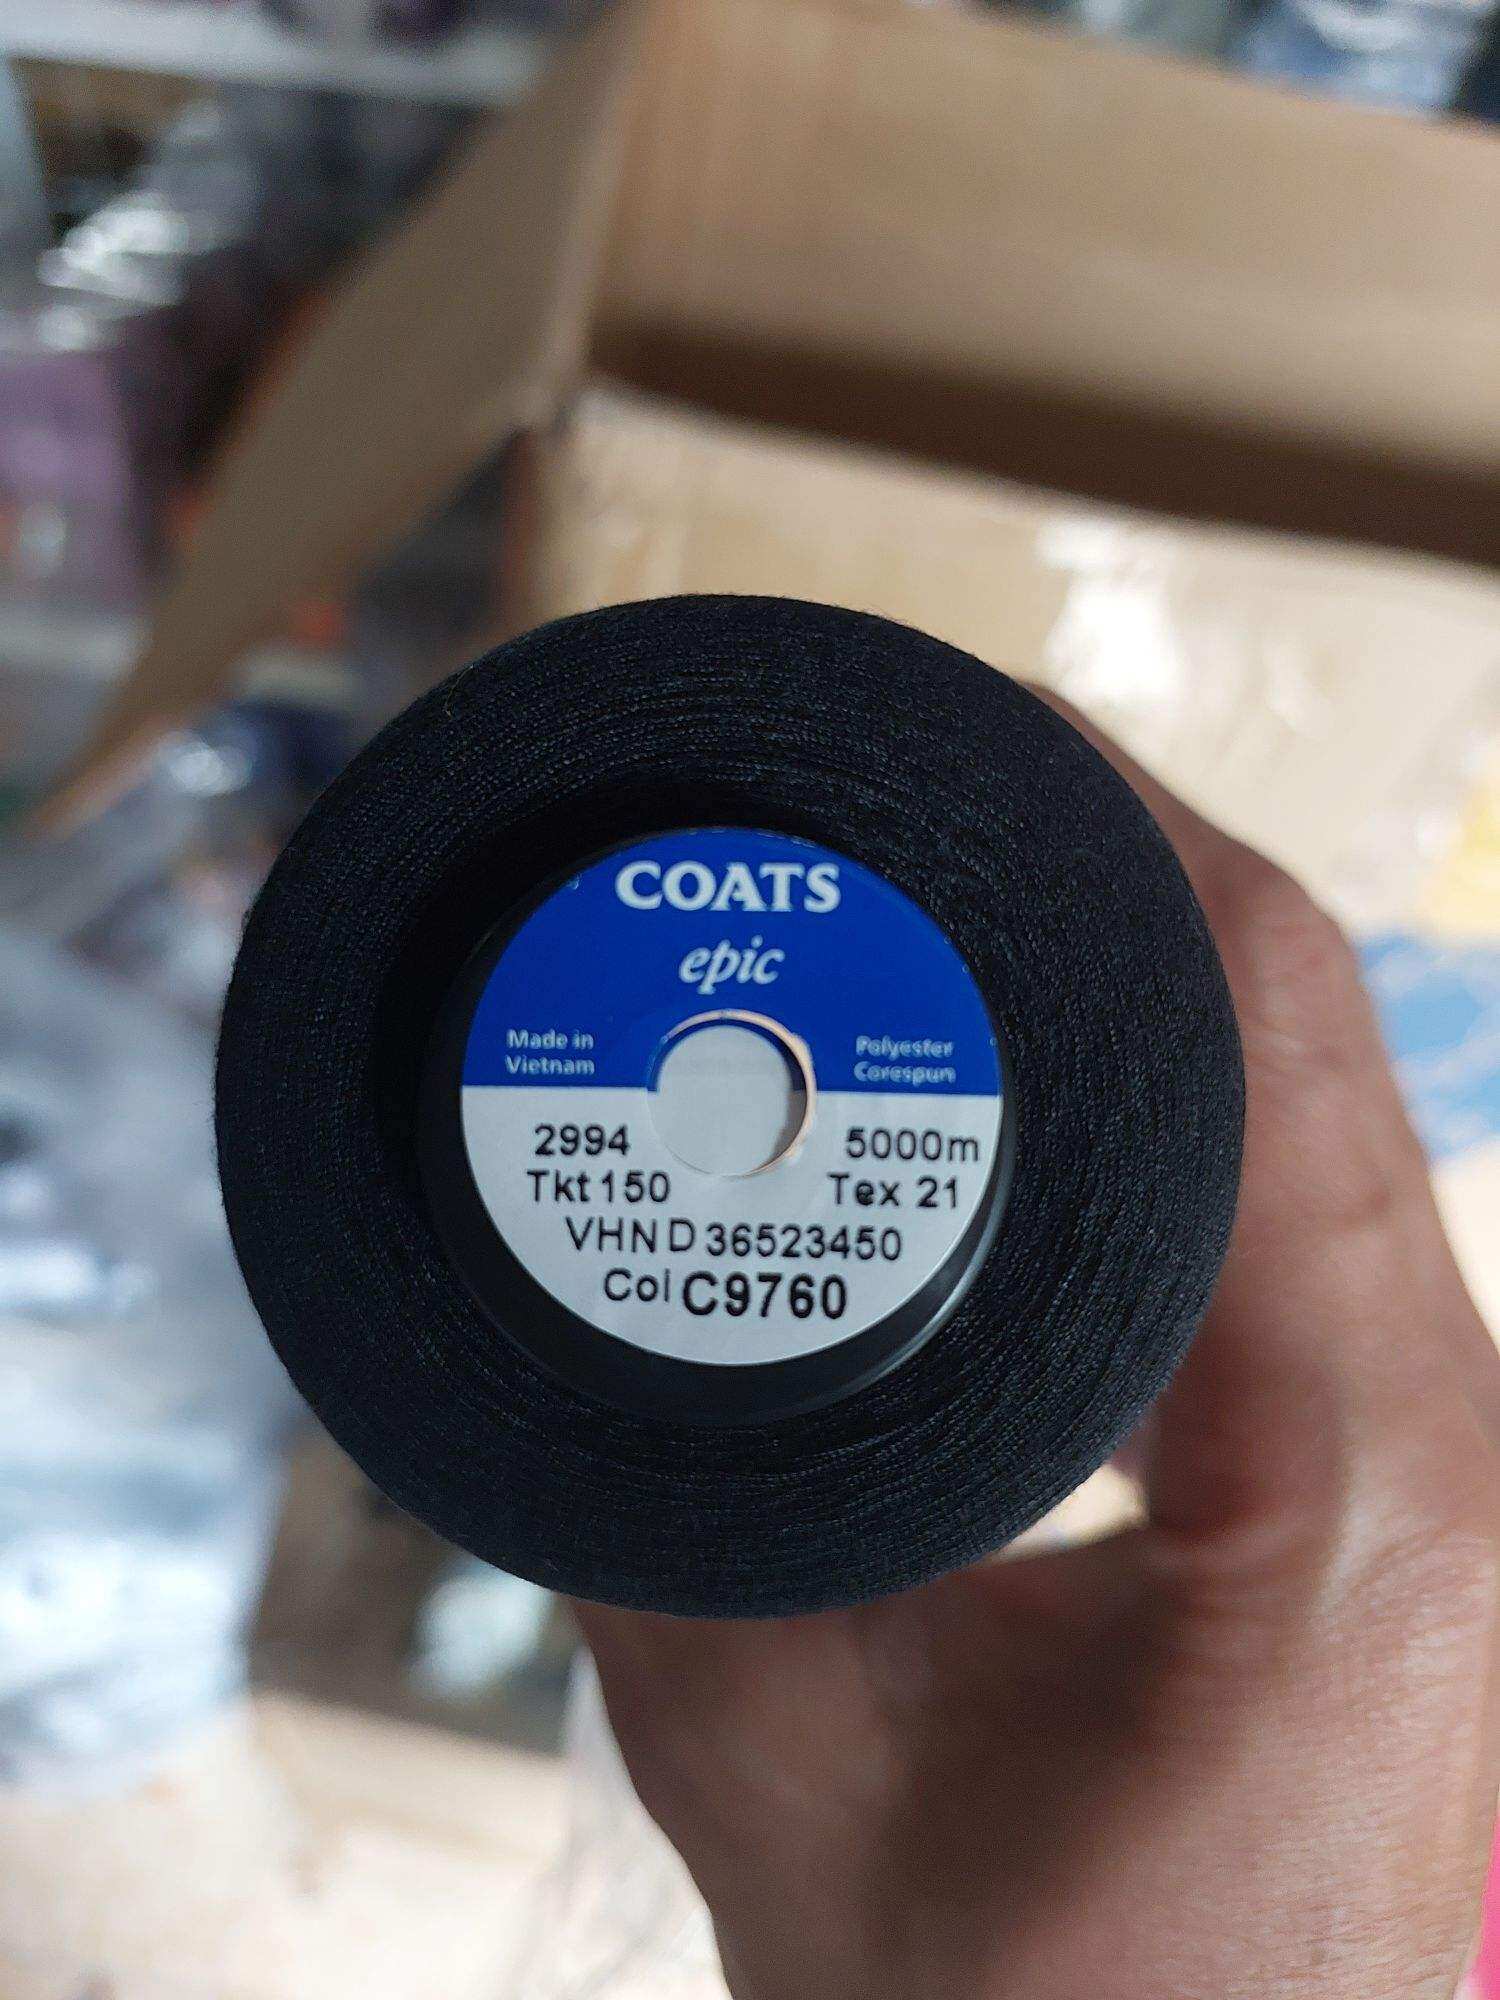 COATS
epic
Made in Vietnam
Polyester Corespun
2994 5000m
Tkt 150 Tex 21
VHN D 36523450
Col C9760